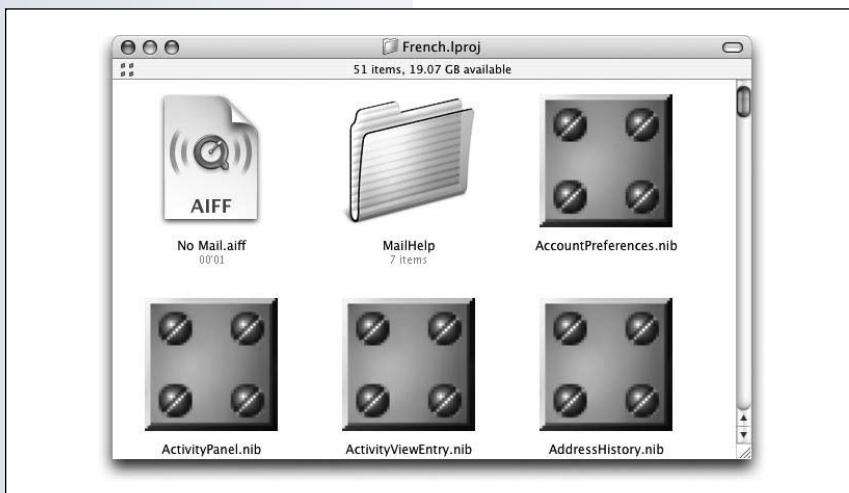 French.lproj
51 items, 19.07 GB available
AIFF
No Mail.aiff
00'01
MailHelp
7 items
AccountPreferences.nib
ActivityPanel.nib
ActivityViewEntry.nib
AddressHistory.nib